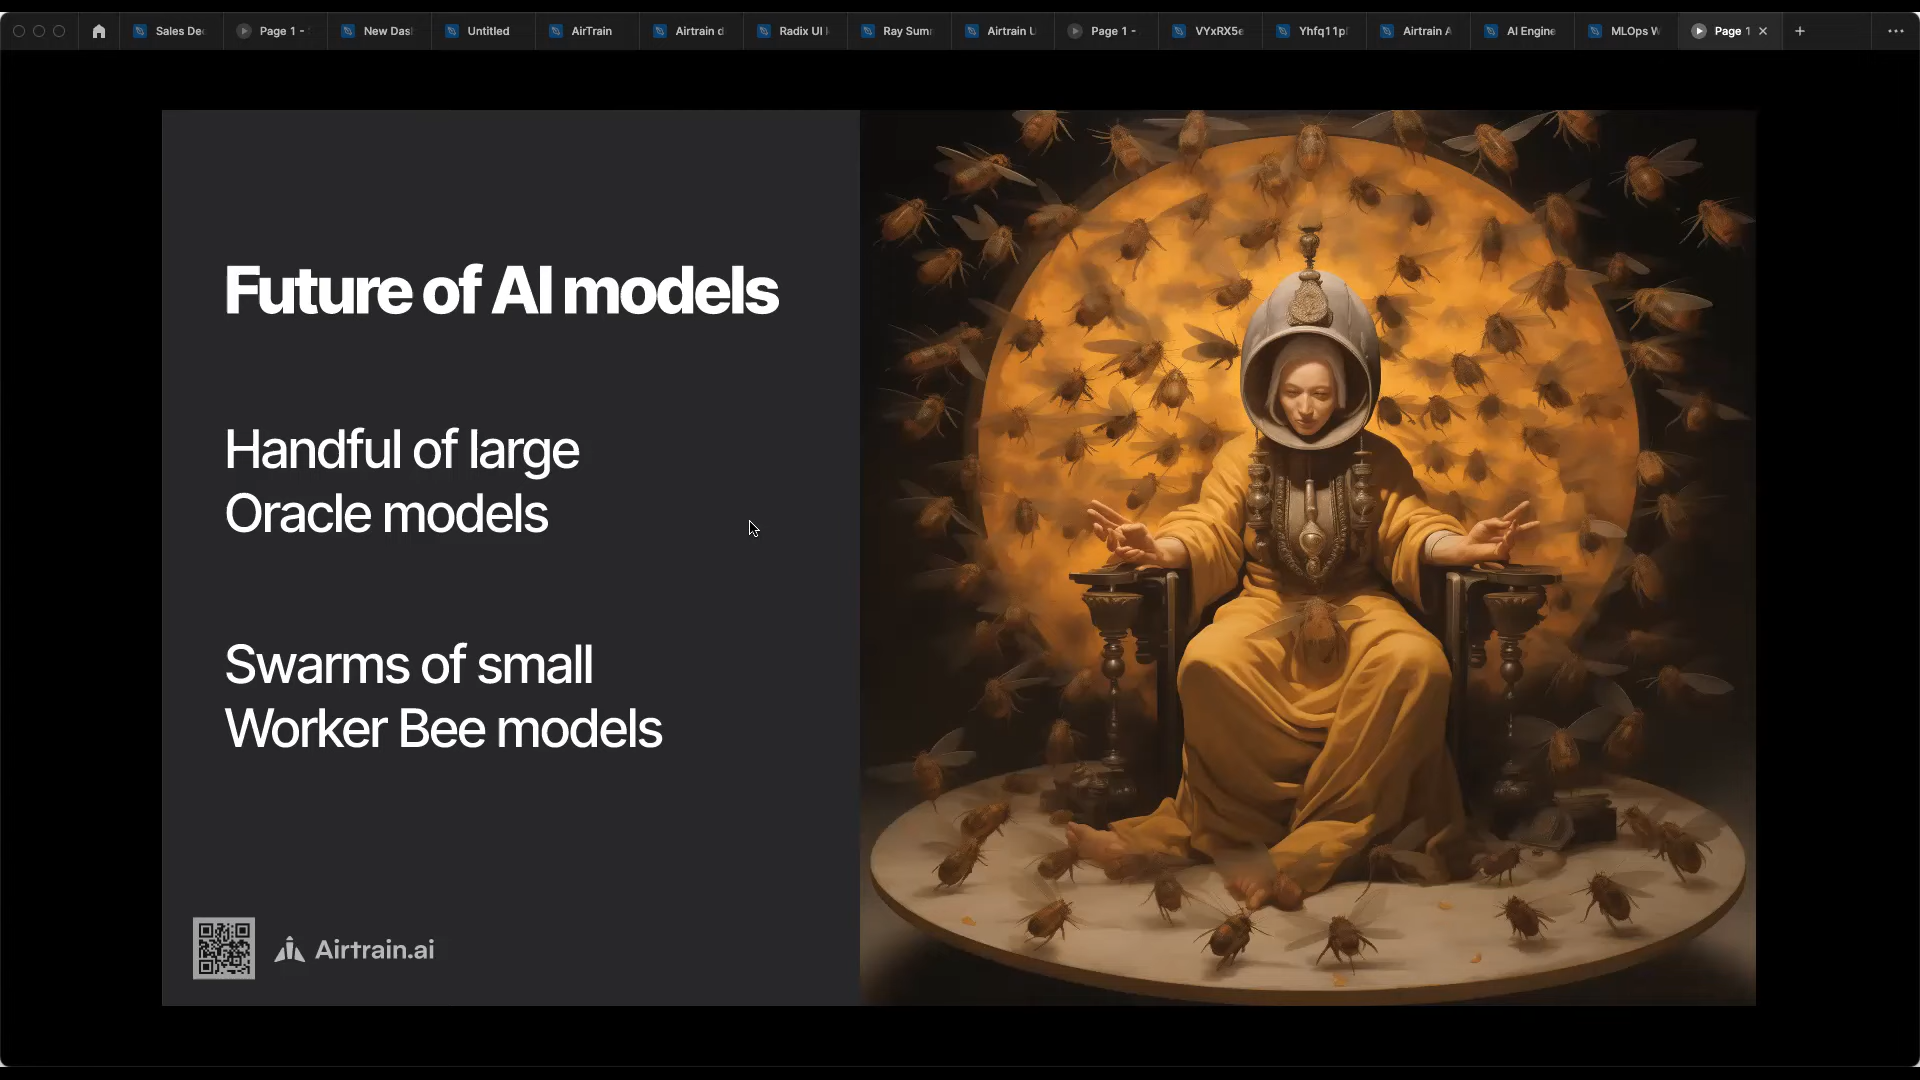 Sales De
Page 1 -
New Das
Untitled
AirTrain
Airtrain d
Radix UI
Ray Sum
Airtrain U
Page 1 -
VYxRX5e
Yhfq11p
Airtrain A
AI Engine
MLOps W
Page 1
Future of AI models
Handful of large
Oracle models
Swarms of small
Worker Bee models
Airtrain.ai